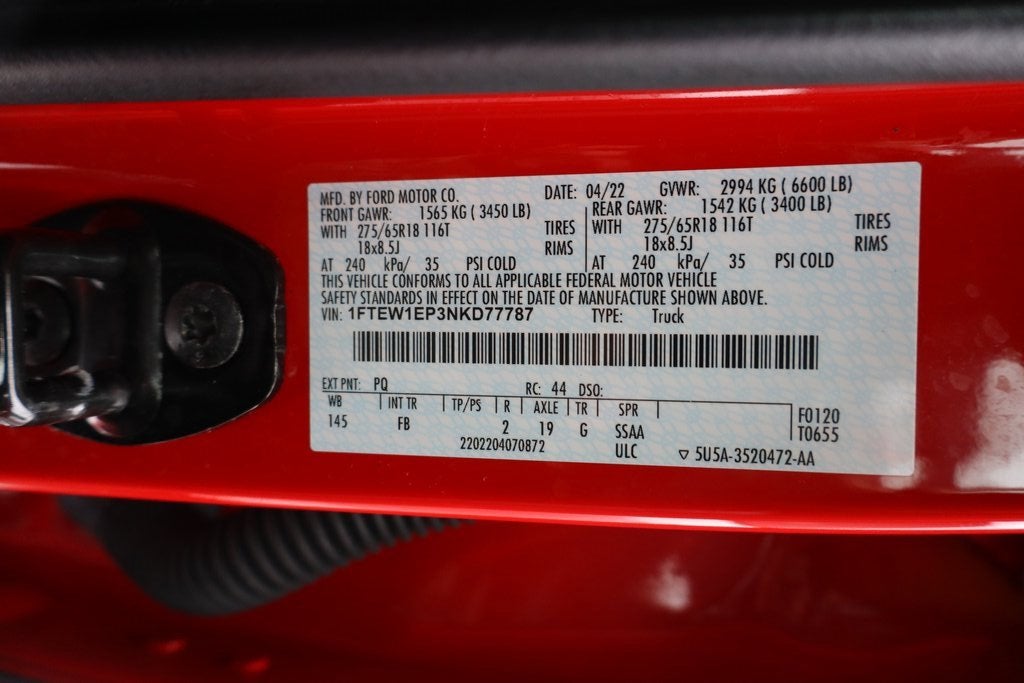 MFD. BY FORD MOTOR CO. DATE: 04/22 GVWR: 2994 KG ( 6600 LB)
FRONT GAWR: 1565 KG ( 3450 LB) REAR GAWR: 1542 KG ( 3400 LB)
WITH 275/65R18 116T TIRES WITH 275/65R18 116T TIRES
18x8.5J RIMS 18x8.5J RIMS
AT 240 kPa/ 35 PSI COLD AT 240 kPa/ 35 PSI COLD
THIS VEHICLE CONFORMS TO ALL APPLICABLE FEDERAL MOTOR VEHICLE
SAFETY STANDARDS IN EFFECT ON THE DATE OF MANUFACTURE SHOWN ABOVE.
VIN: 1FTEW1EP3NKD77787 TYPE: Truck
EXT PNT: PQ RC: 44 DSO:
WB INT TR TP/PS R AXLE TR SPR F0120
145 FB 2 19 G SSAA T0655
2202204070872 ULC 5U5A-3520472-AA